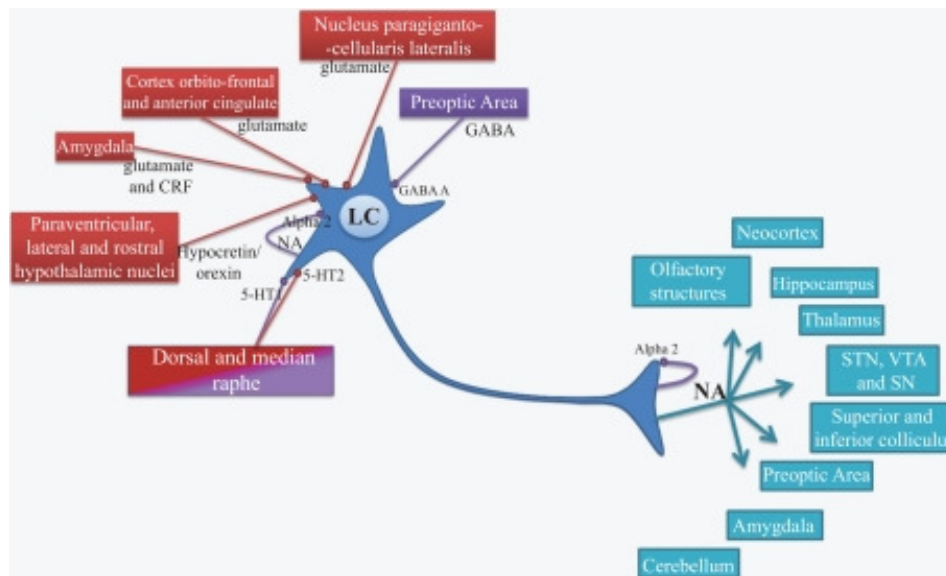 Nucleus paragiganto-
-cellularis lateralis
glutamate
Cortex orbito-frontal
and anterior cingulate
glutamate
Preoptic Area
GABA
Amygdala
glutamate
and CRF
GABA A
Paraventricular,
lateral and rostral
hypothalamic nuclei
Hypocretin/
orexin
Alpha 2
NA
LC
5-HT1
5-HT2
Dorsal and median
raphe
Alpha 2
NA
Neocortex
Olfactory
structures
Hippocampus
Thalamus
STN, VTA
and SN
Superior and
inferior colliculu
Preoptic Area
Amygdala
Cerebellum